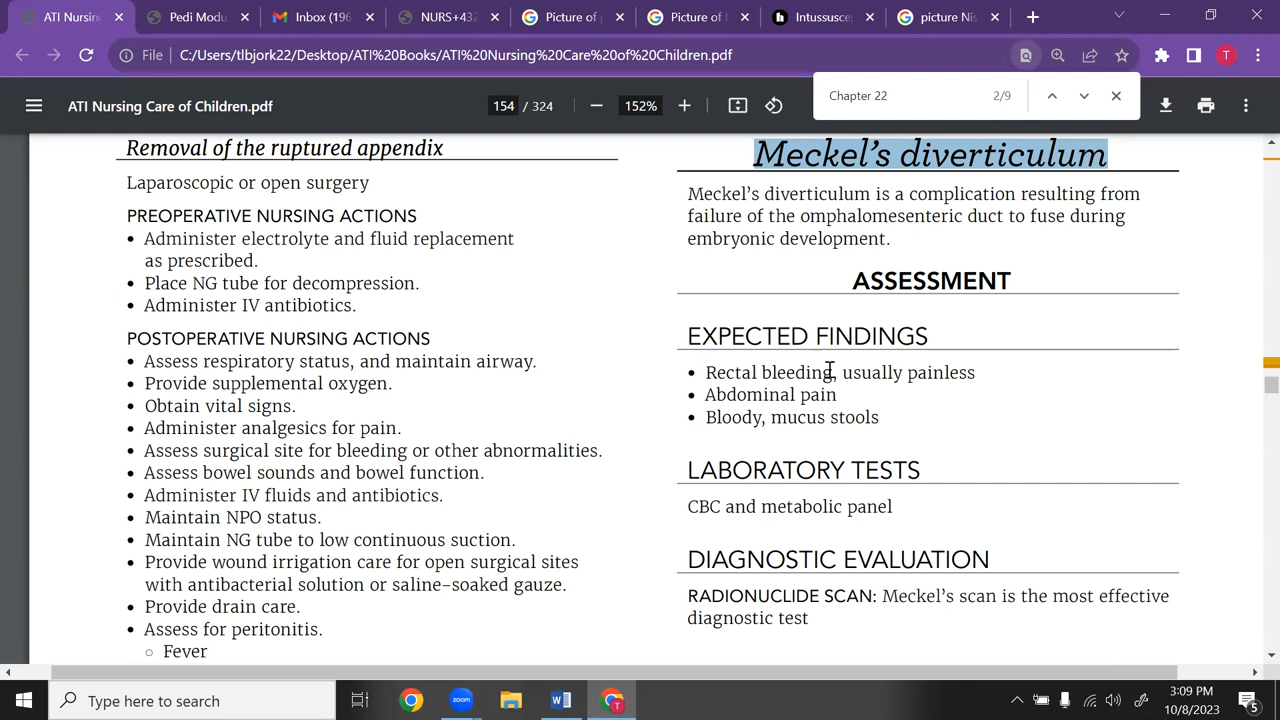 ATI Nursin
Pedi Modu
Inbox (196
NURS+432
Picture of
Picture of
Intussuscep
picture Nis
File
C:/Users/tlbjork22/Desktop/ATI%20Books/ATI%20Nursing%20Care%20of%20Children.pdf
T
Chapter 22
2/9
ATI Nursing Care of Children.pdf
154 / 324
152%
Removal of the ruptured appendix
Laparoscopic or open surgery
PREOPERATIVE NURSING ACTIONS
• Administer electrolyte and fluid replacement
as prescribed.
• Place NG tube for decompression.
• Administer IV antibiotics.
POSTOPERATIVE NURSING ACTIONS
• Assess respiratory status, and maintain airway.
• Provide supplemental oxygen.
• Obtain vital signs.
• Administer analgesics for pain.
• Assess surgical site for bleeding or other abnormalities.
• Assess bowel sounds and bowel function.
• Administer IV fluids and antibiotics.
• Maintain NPO status.
• Maintain NG tube to low continuous suction.
• Provide wound irrigation care for open surgical sites
with antibacterial solution or saline-soaked gauze.
• Provide drain care.
• Assess for peritonitis.
○ Fever
Meckel's diverticulum
Meckel's diverticulum is a complication resulting from
failure of the omphalomesenteric duct to fuse during
embryonic development.
ASSESSMENT
EXPECTED FINDINGS
• Rectal bleeding, usually painless
• Abdominal pain
• Bloody, mucus stools
LABORATORY TESTS
CBC and metabolic panel
DIAGNOSTIC EVALUATION
RADIONUCLIDE SCAN: Meckel's scan is the most effective
diagnostic test
Type here to search
zoom
W
T
3:09 PM
10/8/2023
5